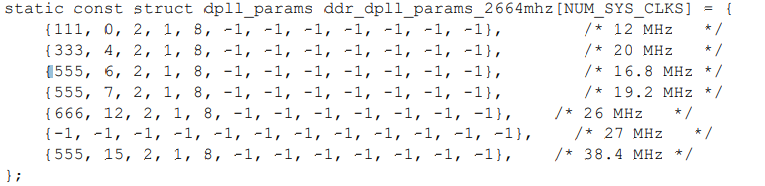 static const struct dpll_params ddr_dpll_params_2664mhz[NUM_SYS_CLKS] = {
{111, 0, 2, 1, 8, -1, -1, -1, -1, -1, -1, -1}, /* 12 MHz */
{333, 4, 2, 1, 8, -1, -1, -1, -1, -1, -1, -1}, /* 20 MHz */
{555, 6, 2, 1, 8, -1, -1, -1, -1, -1, -1, -1}, /* 16.8 MHz */
{555, 7, 2, 1, 8, -1, -1, -1, -1, -1, -1, -1}, /* 19.2 MHz */
{666, 12, 2, 1, 8, -1, -1, -1, -1, -1, -1, -1}, /* 26 MHz */
{-1, -1, -1, -1, -1, -1, -1, -1, -1, -1, -1, -1}, /* 27 MHz */
{555, 15, 2, 1, 8, -1, -1, -1, -1, -1, -1, -1}, /* 38.4 MHz */
};